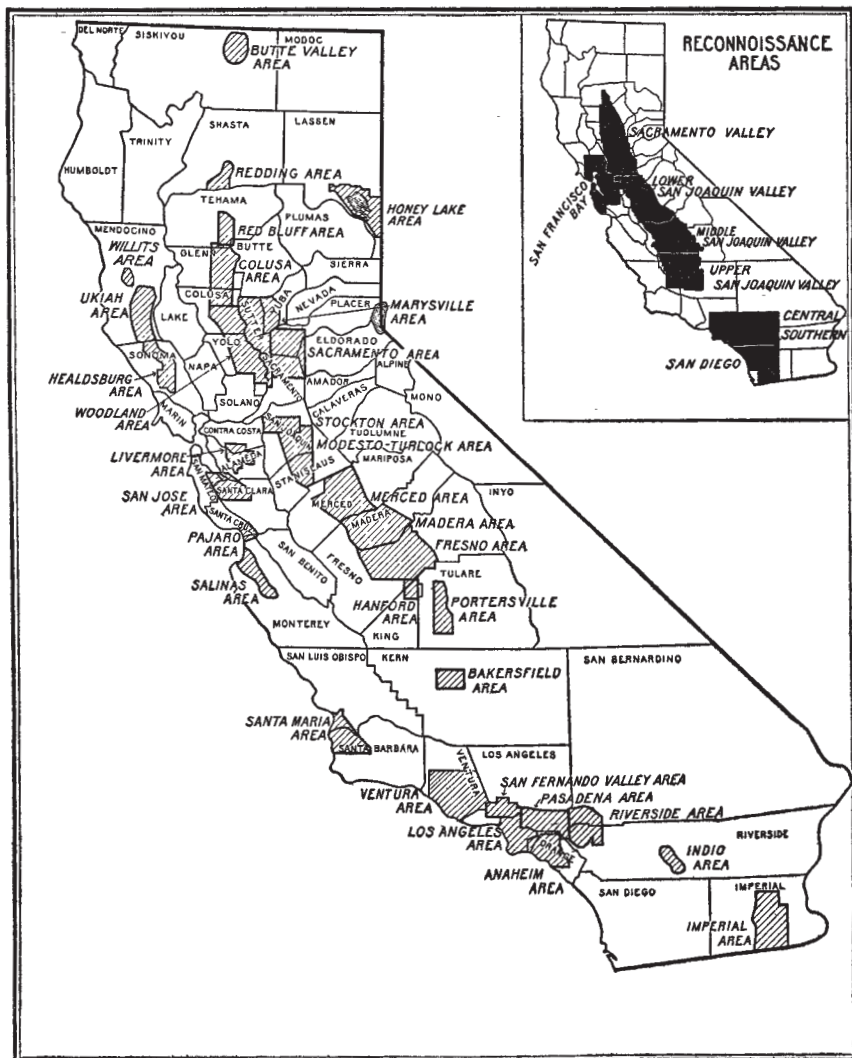 DEL NORTE
SISKIYOU
MODOC
BUTTE VALLEY
AREA
SHASTA
LASSEN
TRINITY
HUMBOLDT
REDDING AREA
TEHAMA
PLUMAS
HONEY LAKE
AREA
MENDOCINO
WILLITS
AREA
RED BLUFF AREA
GLENN
BUTTE
COLUSA
AREA
SIERRA
UKIAH
AREA
LAKE
COLUSA
SUTTER
YUBA
NEVADA
PLACER
MARYSVILLE
AREA
SONOMA
YOLO
NAPA
ELDORADO
SACRAMENTO AREA
SACRAMENTO
ALPINE
HEALDSBURG
AREA
WOODLAND
AREA
SOLANO
AMADOR
MONO
CALAVERAS
MARIN
CONTRA COSTA
SAN JOAQUIN
STOCKTON AREA
TUOLUMNE
MODESTO-TURLOCK AREA
LIVERMORE
AREA
ALAMEDA
STANISLAUS
MARIPOSA
SAN MATEO
SAN JOSE
AREA
SANTA CLARA
MERCED
MERCED AREA
INYO
SANTA CRUZ
MADERA
MADERA AREA
PAJARO
AREA
SAN
BENITO
FRESNO
FRESNO AREA
TULARE
SALINAS
AREA
HANFORD
AREA
PORTERSVILLE
AREA
MONTEREY
KING
SAN LUIS OBISPO
KERN
SAN BERNARDINO
BAKERSFIELD
AREA
SANTA MARIA
AREA
SANTA BARBARA
VENTURA
LOS ANGELES
VENTURA
AREA
SAN FERNANDO VALLEY AREA
PASADENA AREA
RIVERSIDE AREA
LOS ANGELES
AREA
ORANGE
RIVERSIDE
INDIO
AREA
ANAHEIM
AREA
SAN DIEGO
IMPERIAL
IMPERIAL
AREA
RECONNOISSANCE
AREAS
SACRAMENTO VALLEY
SAN FRANCISCO
BAY
LOWER
SAN JOAQUIN VALLEY
MIDDLE
SAN JOAQUIN VALLEY
UPPER
SAN JOAQUIN VALLEY
CENTRAL
SOUTHERN
SAN DIEGO